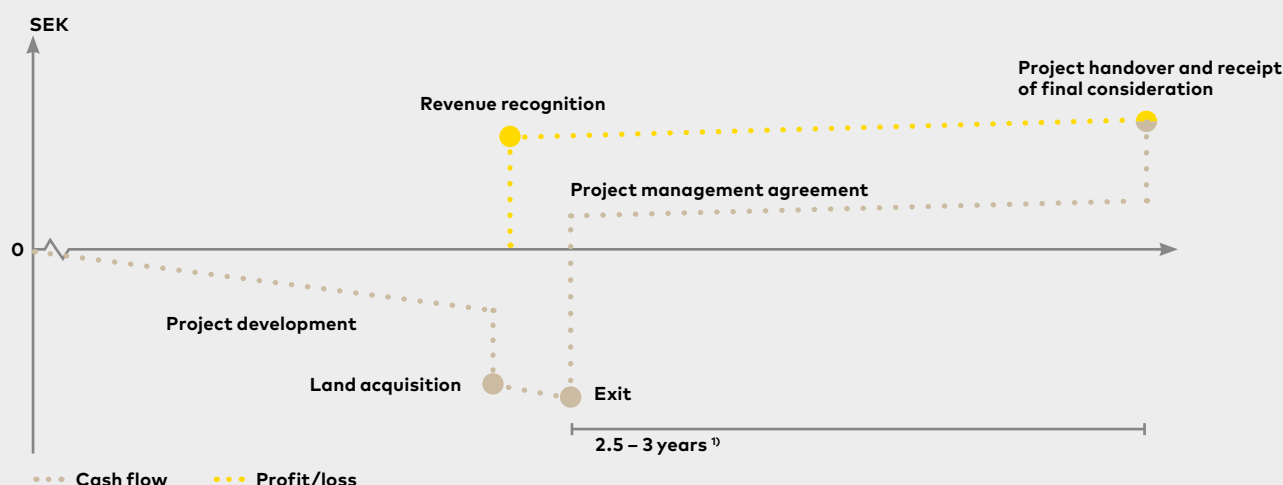 SEK
Project handover and receipt
of final consideration
Revenue recognition
Project management agreement
0
Project development
Land acquisition
Exit
2.5 – 3 years 1)
Cash flow
Profit/loss